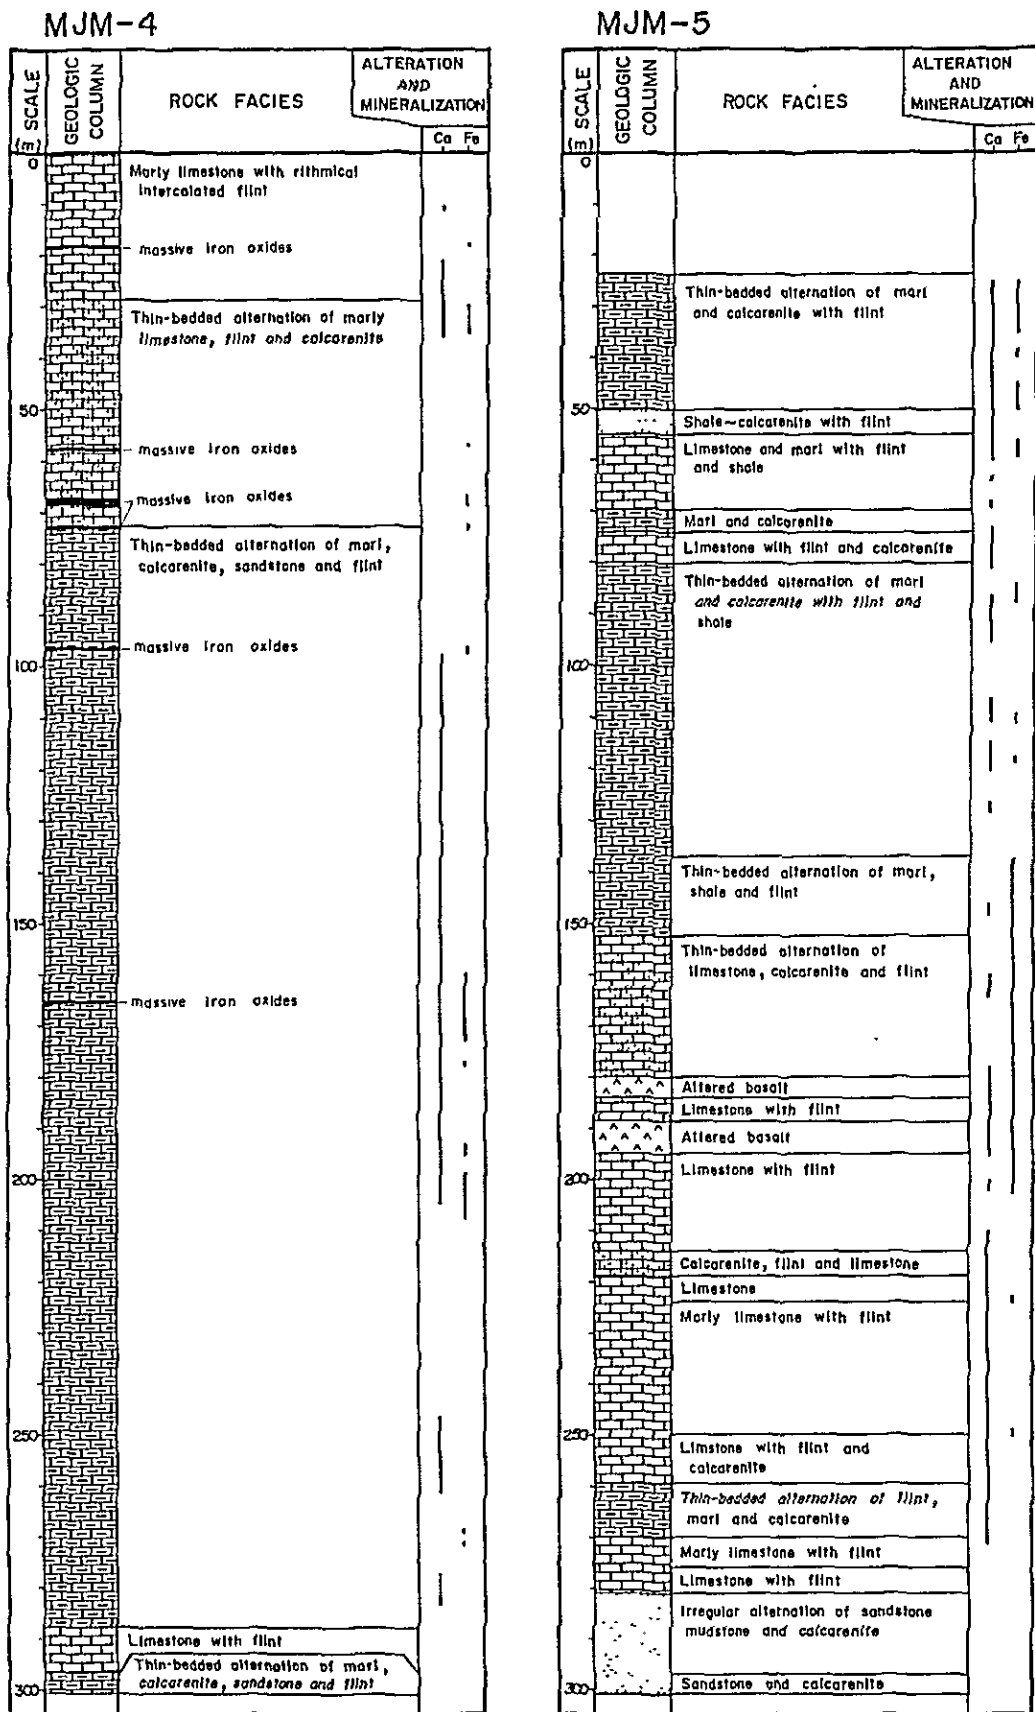 MJM-4
SCALE
(m)
GEOLOGIC
COLUMN
ROCK FACIES
ALTERATION
AND
MINERALIZATION
Ca Fe
0
Marly limestone with rithmical
intercalated flint
massive iron oxides
Thin-bedded alternation of marly
limestone, flint and calcarenite
50
massive iron oxides
massive iron oxides
Thin-bedded alternation of marl,
calcarenite, sandstone and flint
massive iron oxides
100
150
massive iron oxides
200
250
Limestone with flint
Thin-bedded alternation of marl,
calcarenite, sandstone and flint
300
MJM-5
SCALE
(m)
GEOLOGIC
COLUMN
ROCK FACIES
ALTERATION
AND
MINERALIZATION
Ca Fe
0
Thin-bedded alternation of marl
and calcarenite with flint
50
Shale~calcarenite with flint
Limestone and marl with flint
and shale
Marl and calcarenite
Limestone with flint and calcarenite
Thin-bedded alternation of marl
and calcarenite with flint and
shale
100
Thin-bedded alternation of marl,
shale and flint
150
Thin-bedded alternation of
limestone, calcarenite and flint
Altered basalt
Limestone with flint
Altered basalt
Limestone with flint
200
Calcarenite, flint and limestone
Limestone
Marly limestone with flint
250
Limstone with flint and
calcarenite
Thin-bedded alternation of flint,
marl and calcarenite
Marly limestone with flint
Limestone with flint
Irregular alternation of sandstone
mudstone and calcarenite
Sandstone and calcarenite
300